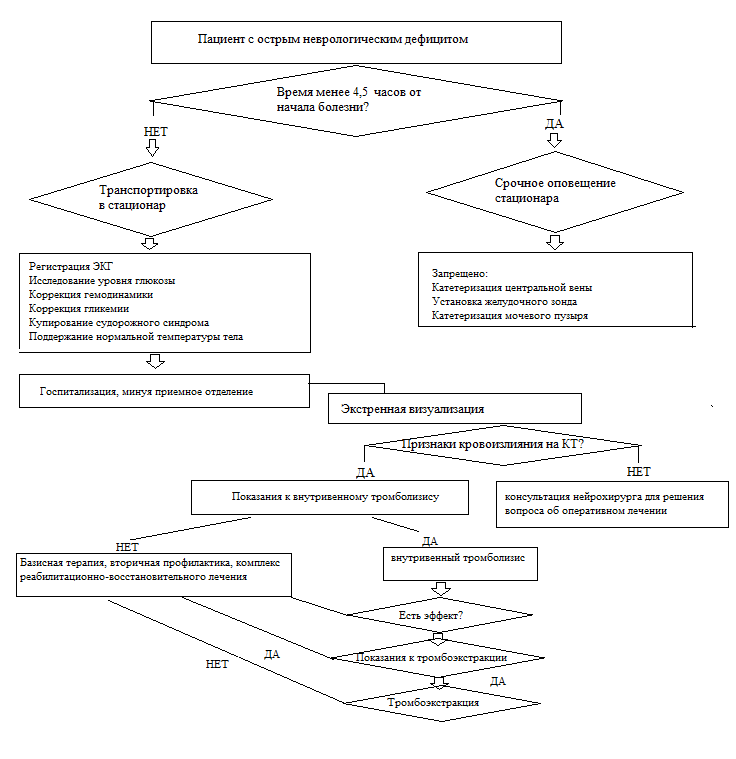 Пациент с острым неврологическим дефицитом
Время менее 4,5 часов от
начала болезни?
НЕТ
ДА
Транспортировка
в стационар
Срочное оповещение
стационара
Регистрация ЭКГ
Исследование уровня глюкозы
Коррекция гемодинамики
Коррекция гликемии
Купирование судорожного синдрома
Поддержание нормальной температуры тела
Запрещено:
Катетеризация центральной вены
Установка желудочного зонда
Катетеризация мочевого пузыря
Госпитализация, минуя приемное отделение
Экстренная визуализация
Признаки кровоизлияния на КТ?
ДА
НЕТ
Показания к внутривенному тромболизису
консультация нейрохирурга для решения
вопроса об оперативном лечении
НЕТ
ДА
Базисная терапия, вторичная профилактика, комплекс
реабилитационно-восстановительного лечения
внутривенный тромболизис
Есть эффект?
ДА
Показания к тромбоэкстракции
НЕТ
ДА
Тромбоэкстракция